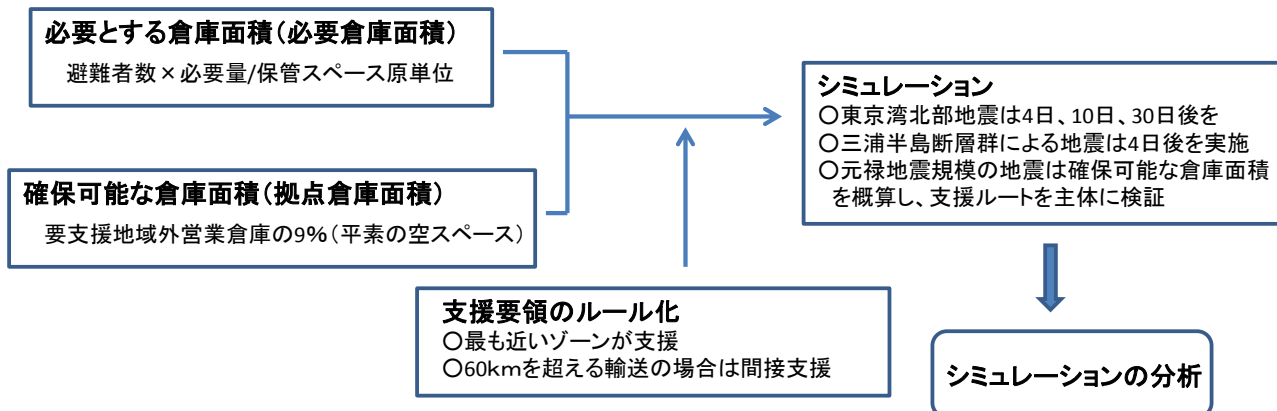 必要とする倉庫面積(必要倉庫面積)
避難者数×必要量/保管スペース原単位
確保可能な倉庫面積(拠点倉庫面積)
要支援地域外営業倉庫の9%(平素の空スペース)
支援要領のルール化
○最も近いゾーンが支援
○60kmを超える輸送の場合は間接支援
シミュレーション
○東京湾北部地震は4日、10日、30日後を
○三浦半島断層群による地震は4日後を実施
○元禄地震規模の地震は確保可能な倉庫面積
を概算し、支援ルートを主体に検証
シミュレーションの分析